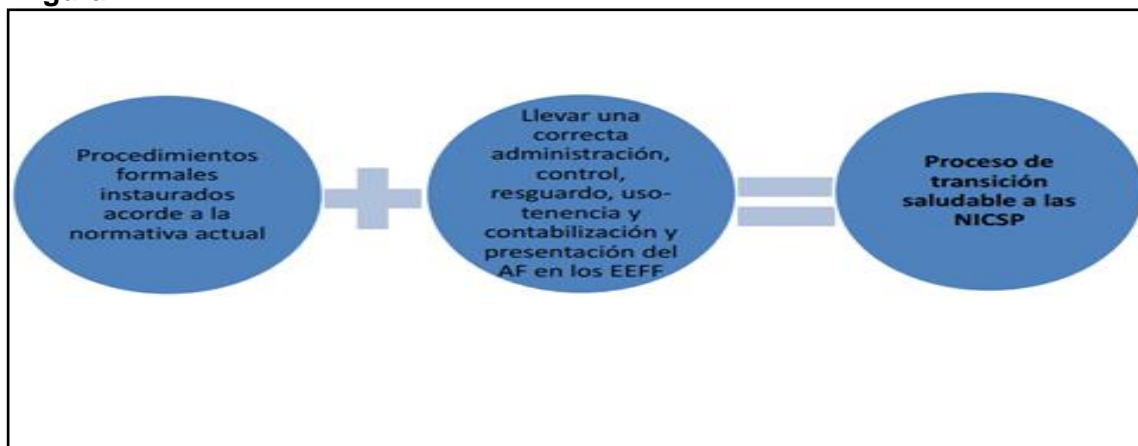 Procedimientos
formales
instaurados
acorde a la
normativa actual
Llevar una
correcta
administración,
control,
resguardo, uso-
tenencia y
contabilización y
presentación del
AF en los EEFF
Proceso de
transición
saludable a las
NICSP